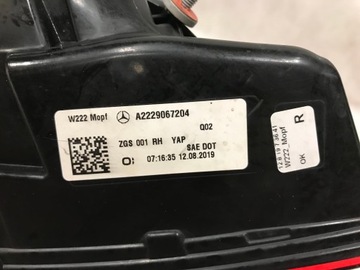 W222 Mopf A2229067204
Q02
ZGS 001 RH YAP
SAE DOT
O: 07:16:35 12.08.2019
R
W222. Mopf
OK